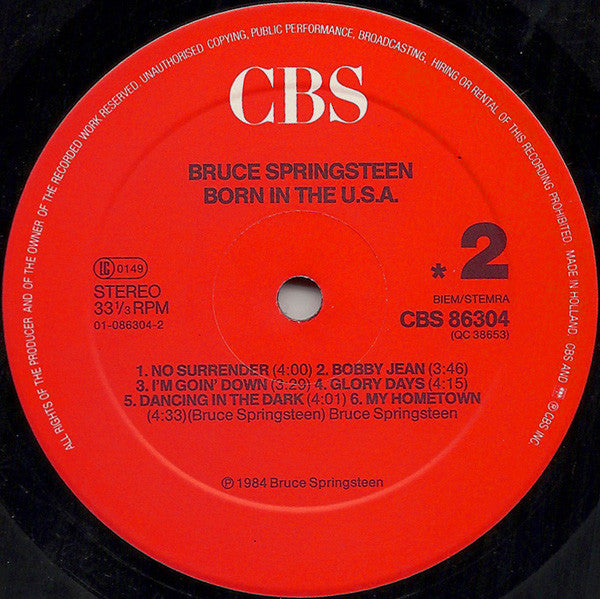 ALL RIGHTS OF THE PRODUCER AND OF THE OWNER OF THE RECORDED WORK RESERVED. UNAUTHORISED COPYING, PUBLIC PERFORMANCE, BROADCASTING, HIRING OR RENTAL OF THIS RECORDING PROHIBITED. MADE IN HOLLAND. CBS AND ARE ® CBS INC.
CBS
BRUCE SPRINGSTEEN
BORN IN THE U.S.A.
* 2
LC 0149
STEREO
33⅓ RPM
01-086304-2
BIEM/STEMRA
CBS 86304
(QC 38653)
1. NO SURRENDER (4:00) 2. BOBBY JEAN (3:46)
3. I'M GOIN' DOWN (3:29) 4. GLORY DAYS (4:15)
5. DANCING IN THE DARK (4:01) 6. MY HOMETOWN
(4:33)(Bruce Springsteen) Bruce Springsteen
℗ 1984 Bruce Springsteen